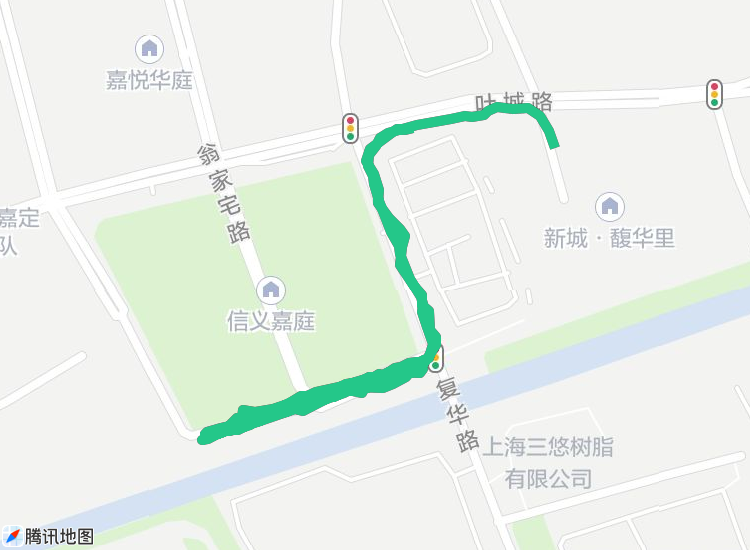 嘉悦华庭
叶城路
翁家宅路
嘉定
队
新城·馥华里
信义嘉庭
复华路
上海三悠树脂
有限公司
腾讯地图